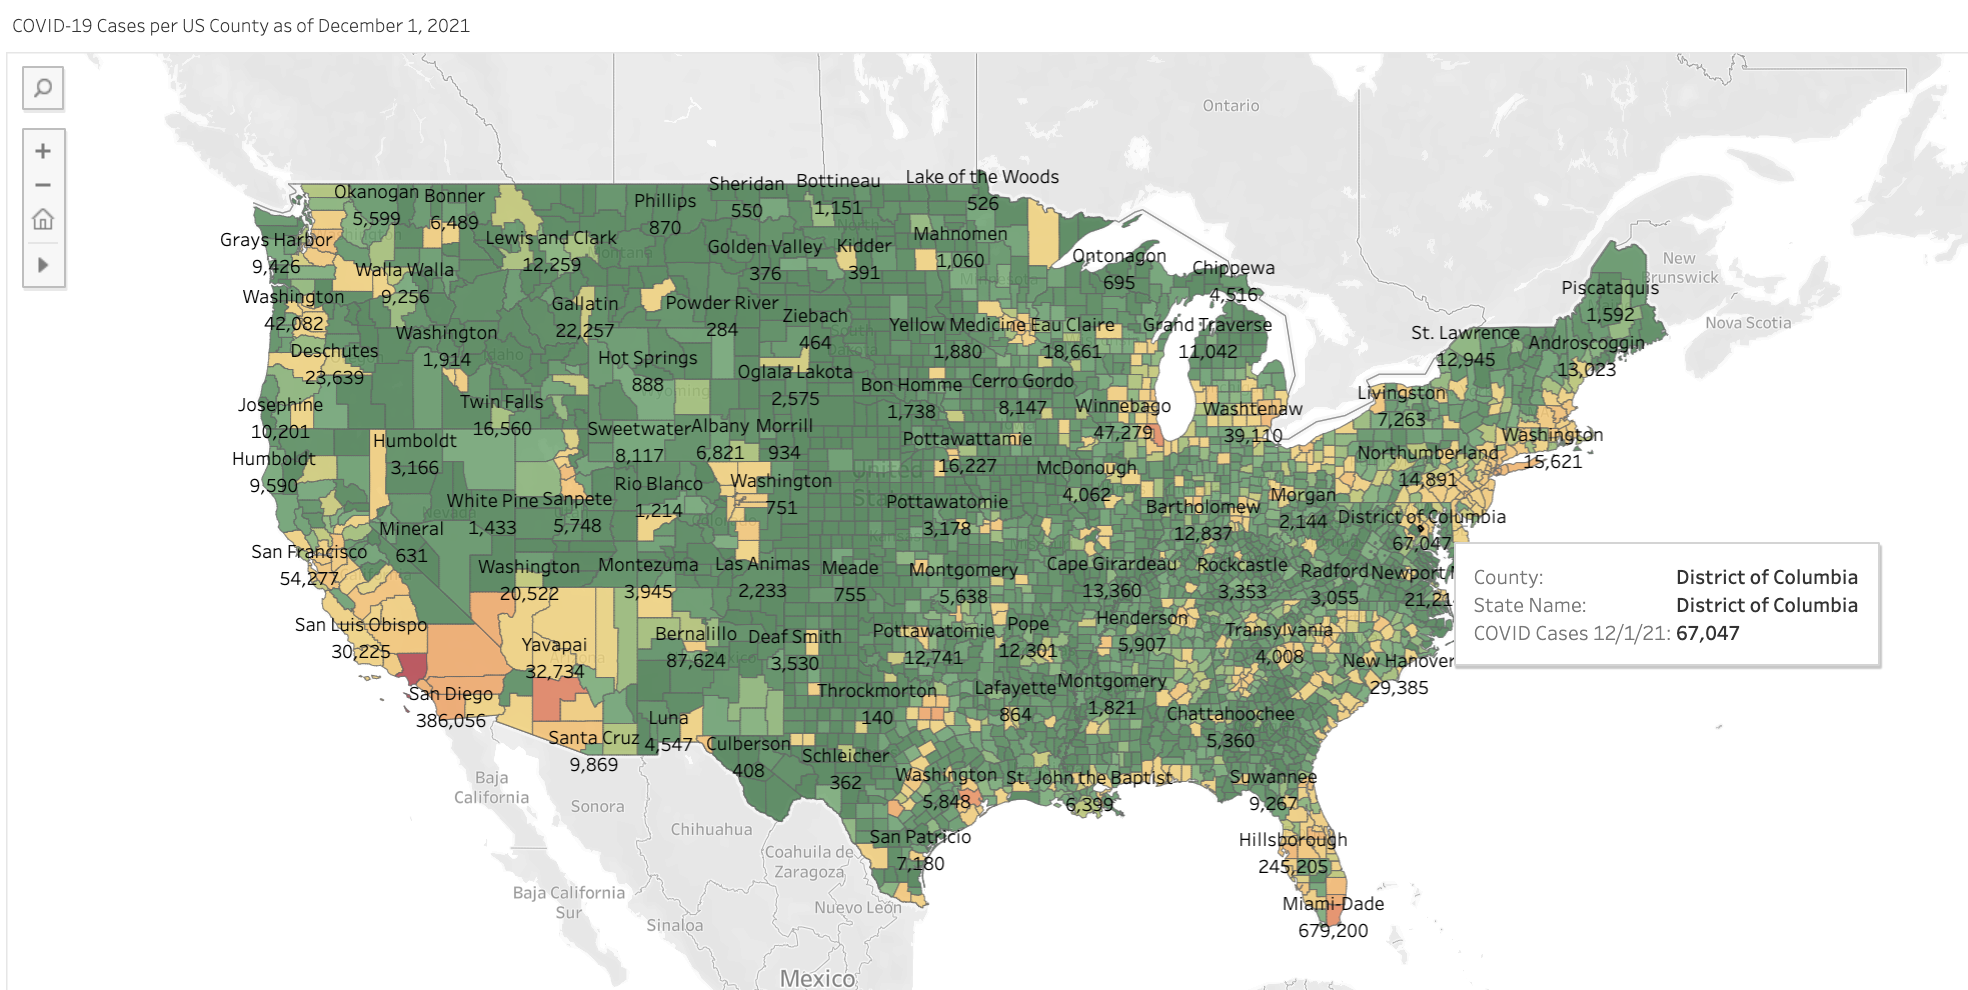 COVID-19 Cases per US County as of December 1, 2021
Ontario
Lake of the Woods
526
Sheridan
550
Bottineau
1,151
Okanogan
5,599
Bonner
6,489
Phillips
870
Grays Harbor
9,426
Lewis and Clark
12,259
Golden Valley
376
Kidder
391
Mahnomen
1,060
Ontonagon
695
Chippewa
4,516
New
Brunswick
Piscataquis
1,592
Nova Scotia
Walla Walla
9,256
Washington
42,082
Gallatin
22,257
Powder River
284
Ziebach
464
Yellow Medicine
1,880
Eau Claire
18,661
Grand Traverse
11,042
St. Lawrence
12,945
Androscoggin
13,023
Washington
1,914
Idaho
Deschutes
23,639
Hot Springs
888
Wyoming
Oglala Lakota
2,575
Bon Homme
1,738
Cerro Gordo
8,147
Winnebago
47,279
Washtenaw
39,110
Livingston
7,263
Josephine
10,201
Twin Falls
16,560
Sweetwater
8,117
Albany
6,821
Morrill
934
Pottawattamie
16,227
Washington
15,621
Humboldt
3,166
Humboldt
9,590
McDonough
4,062
Northumberland
14,891
United
White Pine
1,433
Nevada
Sanpete
5,748
Rio Blanco
1,214
Washington
751
Pottawatomie
3,178
Bartholomew
12,837
Morgan
2,144
District of Columbia
67,047
Mineral
631
San Francisco
54,277
Washington
20,522
Montezuma
3,945
Las Animas
2,233
Meade
755
Montgomery
5,638
Cape Girardeau
13,360
Rockcastle
3,353
Radford
3,055
County: District of Columbia
State Name: District of Columbia
COVID Cases 12/1/21: 67,047
San Luis Obispo
30,225
Yavapai
32,734
Arizona
Bernalillo
87,624
Deaf Smith
3,530
Pottawatomie
12,741
Pope
12,301
Henderson
5,907
Transylvania
4,008
New Hanover
29,385
San Diego
386,056
Throckmorton
140
Lafayette
864
Montgomery
1,821
Chattahoochee
5,360
Santa Cruz
9,869
Luna
4,547
Culberson
408
Schleicher
362
Washington
5,848
St. John the Baptist
6,399
Suwannee
9,267
Baja
California
Sonora
Chihuahua
Coahuila de
Zaragoza
San Patricio
7,180
Hillsborough
245,205
Baja California
Sur
Sinaloa
Nuevo León
Miami-Dade
679,200
Mexico